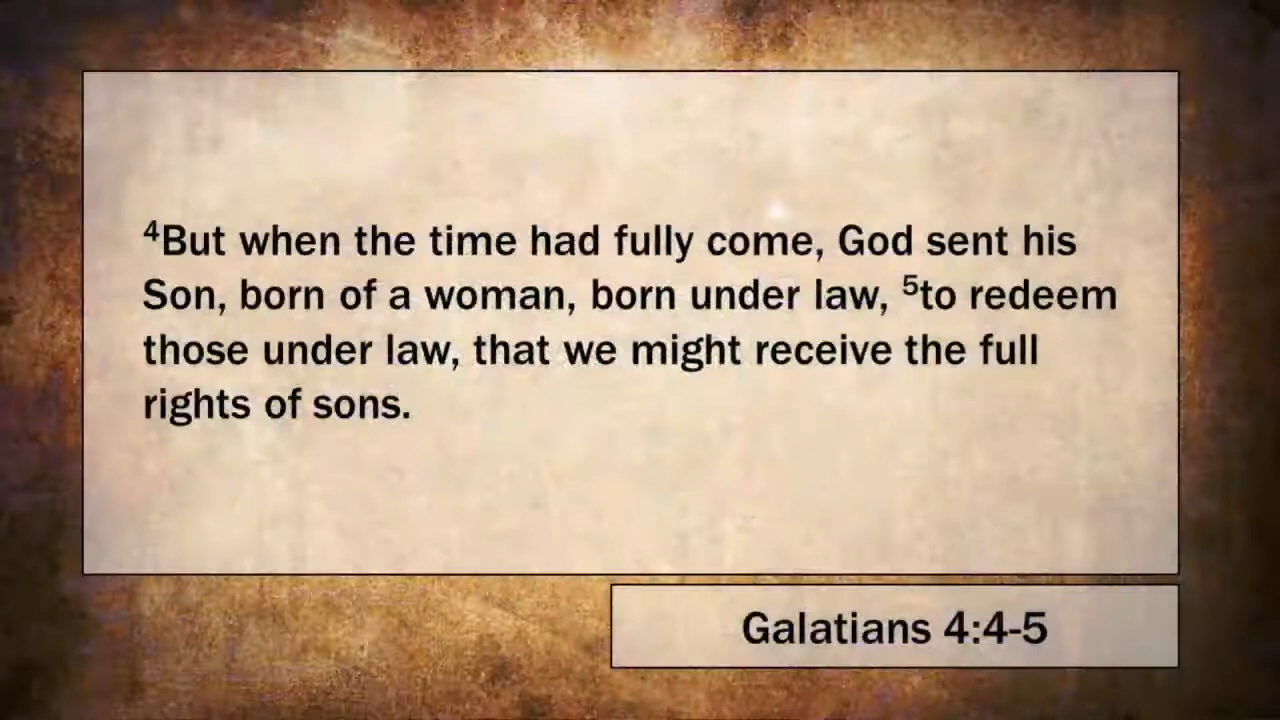 ⁴But when the time had fully come, God sent his
Son, born of a woman, born under law, ⁵to redeem
those under law, that we might receive the full
rights of sons.
Galatians 4:4-5